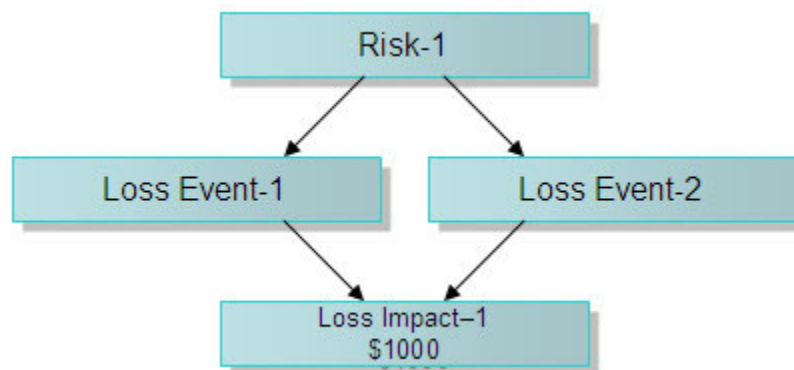 Risk-1
Loss Event-1
Loss Event-2
Loss Impact–1
$1000